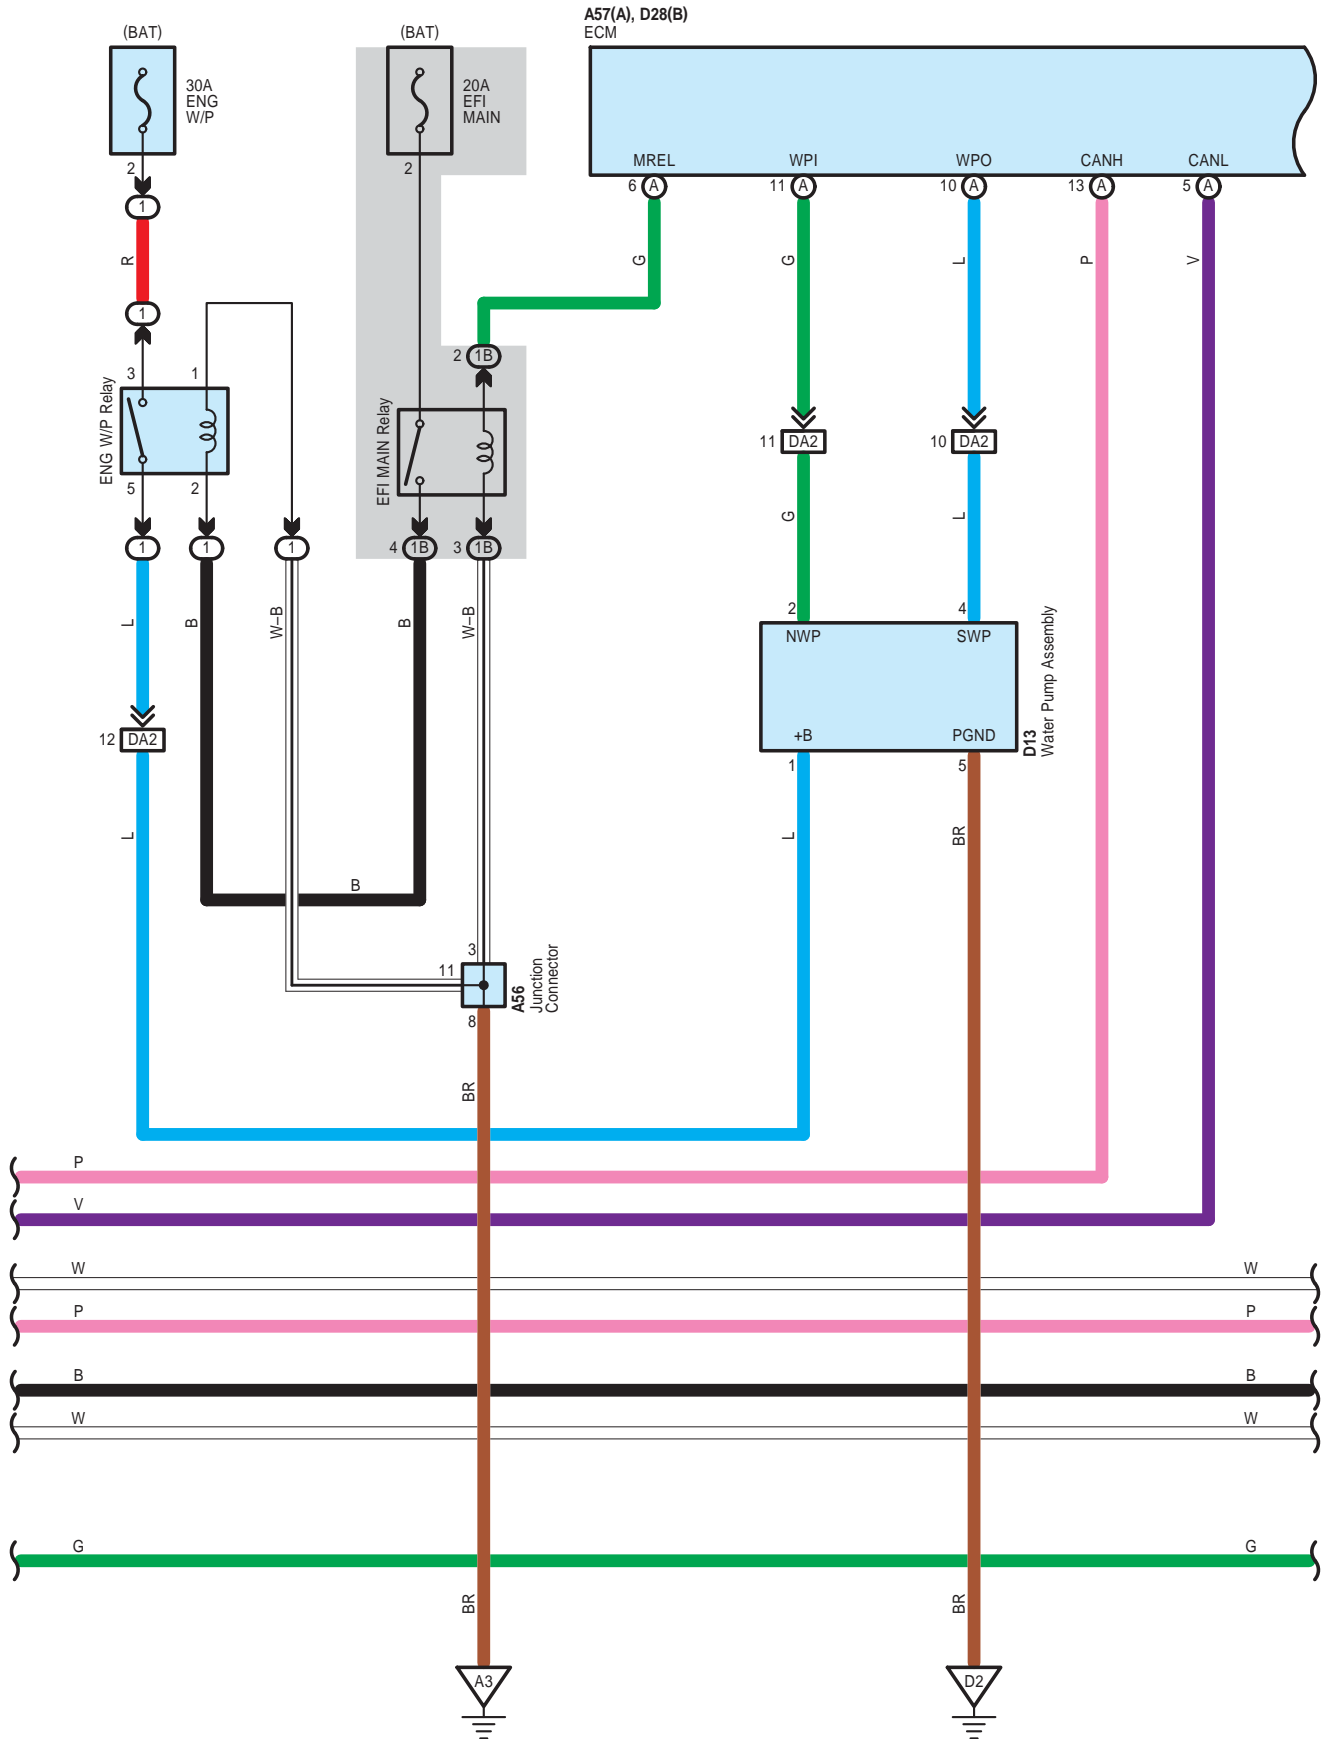 A57(A), D28(B)
ECM
(BAT)
(BAT)
30A
ENG
W/P
20A
EFI
MAIN
2
2
MREL
WPI
WPO
CANH
CANL
6
A
11
A
10
A
13
A
5
A
1
R
G
G
L
P
V
1
2
1B
3
1
ENG W/P Relay
EFI MAIN Relay
5
2
11
DA2
10
DA2
G
L
1
1
1
4
1B
3
1B
L
B
W–B
B
W–B
2
4
NWP
SWP
+B
PGND
D13
Water Pump Assembly
12
DA2
1
5
L
L
BR
B
3
11
8
A56
Junction
Connector
BR
P
V
W
W
P
P
B
B
W
W
G
G
BR
BR
A3
D2